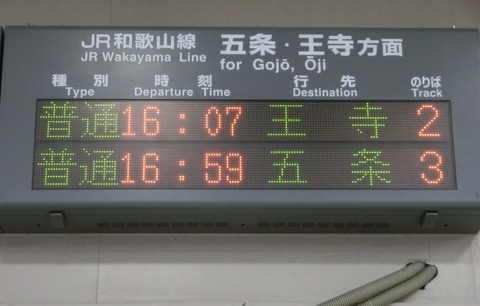 JR和歌山線 五条・王寺方面
JR Wakayama Line for Gojō, Ōji
種別 時刻 行先 のりば
Type Departure Time Destination Track
普通 16:07 王寺 2
普通 16:59 五条 3